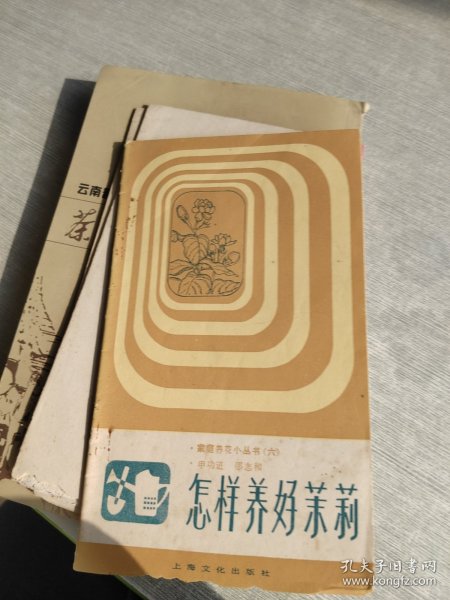 云南
茶
·家庭养花小丛书（六）
·申功迈 邵志和
怎样养好茉莉
上海文化出版社
孔夫子旧书网
www.kongfz.com